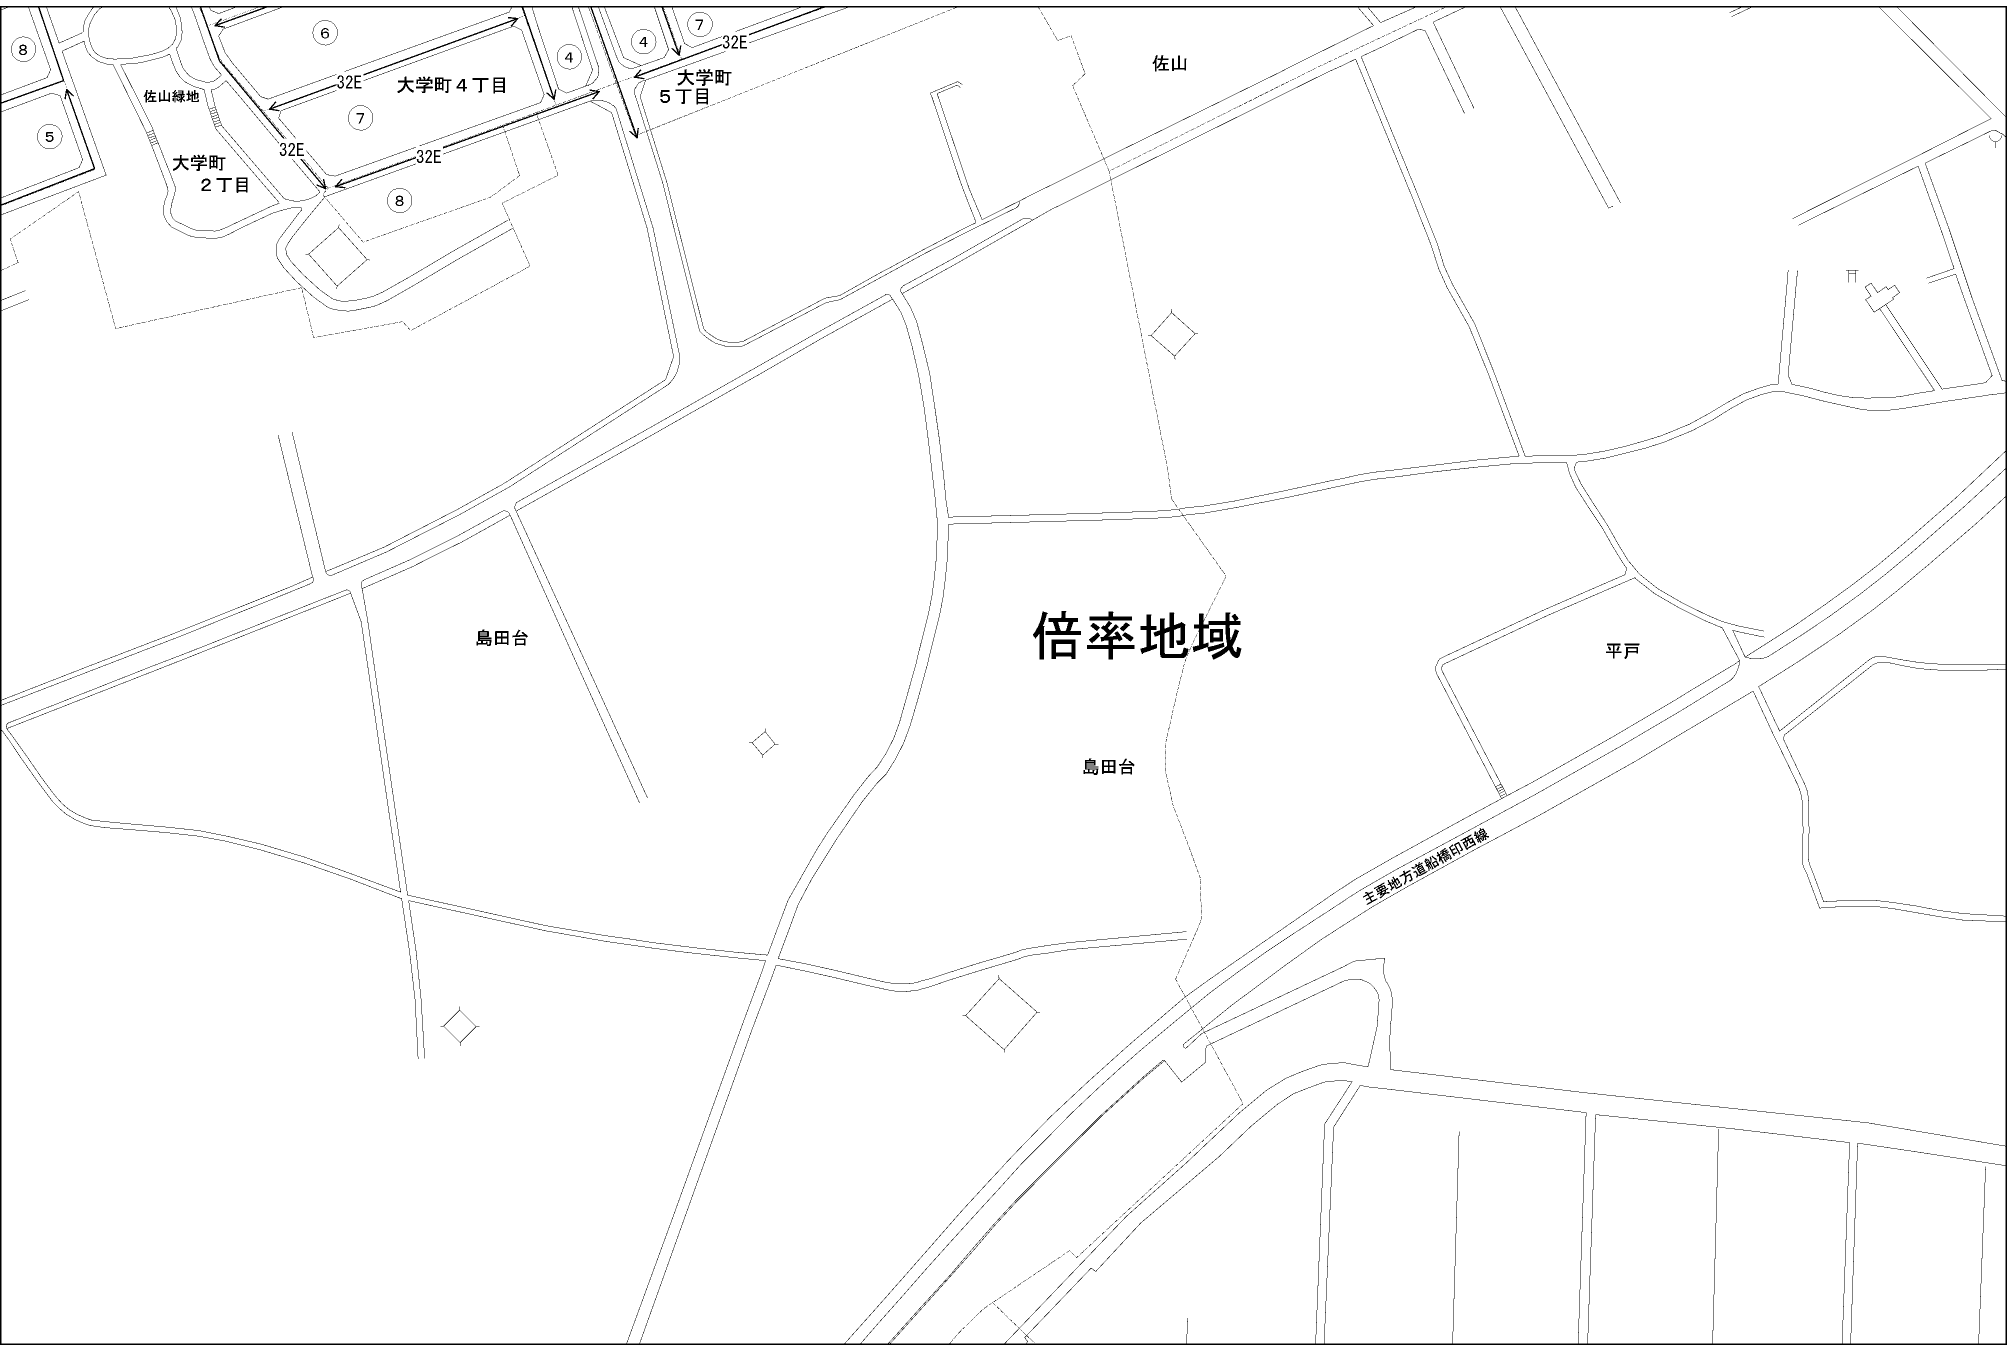 ⑥
④
⑦
32E
④
⑧
佐山
32E
大学町４丁目
大学町
５丁目
佐山緑地
⑦
⑤
32E
32E
大学町
２丁目
⑧
倍率地域
島田台
平戸
島田台
主要地方道船橋印西線